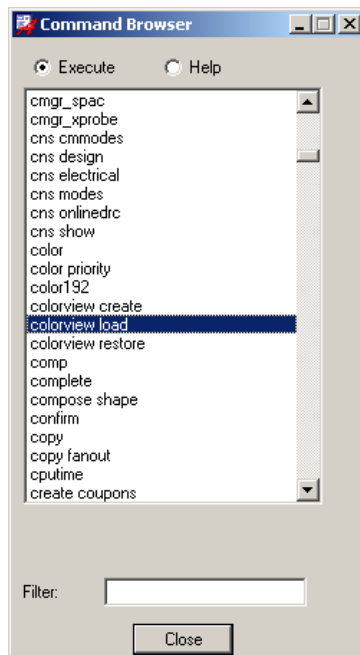 Command Browser
Execute Help
cmgr_spac
cmgr_xprobe
cns cmmodes
cns design
cns electrical
cns modes
cns onlinedrc
cns show
color
color priority
color192
colorview create
colorview load
colorview restore
comp
complete
compose shape
confirm
copy
copy fanout
cputime
create coupons
Filter:
Close